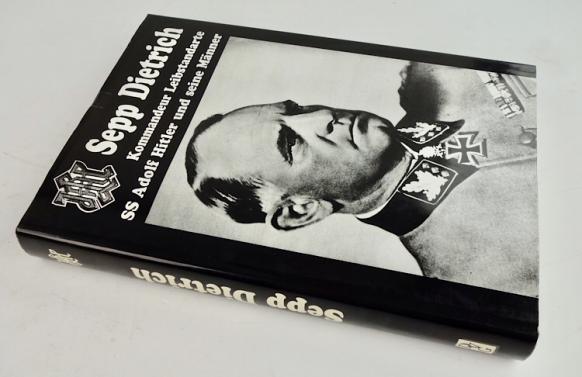 Sepp Dietrich
Kommandeur Leibstandarte
SS Adolf Hitler und seine Männer
Sepp Dietrich